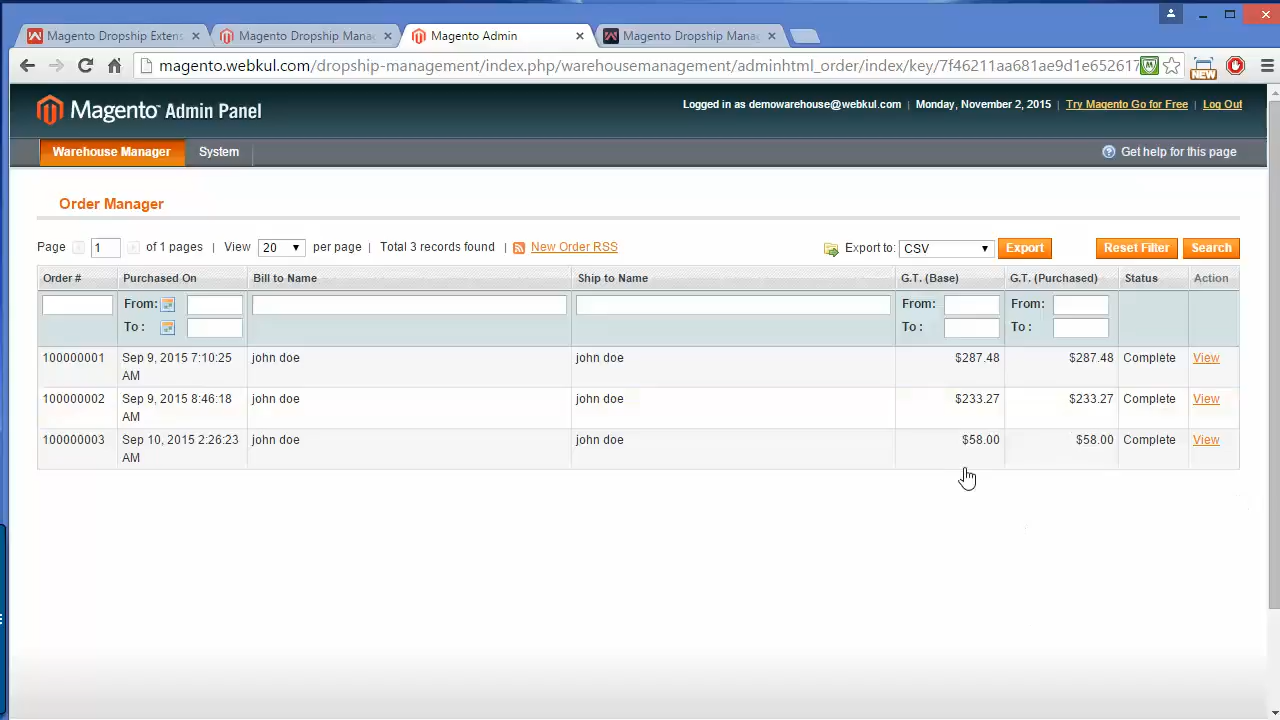 Magento Dropship Extens
Magento Dropship Manag
Magento Admin
Magento Dropship Manag
magento.webkul.com/dropship-management/index.php/warehousemanagement/adminhtml_order/index/key/7f46211aa681ae9d1e652617
NEW
Magento Admin Panel
Logged in as demowarehouse@webkul.com | Monday, November 2, 2015 | Try Magento Go for Free | Log Out
Warehouse Manager System
Get help for this page
Order Manager
Page 1 of 1 pages | View 20 per page | Total 3 records found | New Order RSS
Export to: CSV Export Reset Filter Search
Order # Purchased On Bill to Name Ship to Name G.T. (Base) G.T. (Purchased) Status Action
From: From: From:
To : To : To :
100000001 Sep 9, 2015 7:10:25 AM john doe john doe $287.48 $287.48 Complete View
100000002 Sep 9, 2015 8:46:18 AM john doe john doe $233.27 $233.27 Complete View
100000003 Sep 10, 2015 2:26:23 AM john doe john doe $58.00 $58.00 Complete View